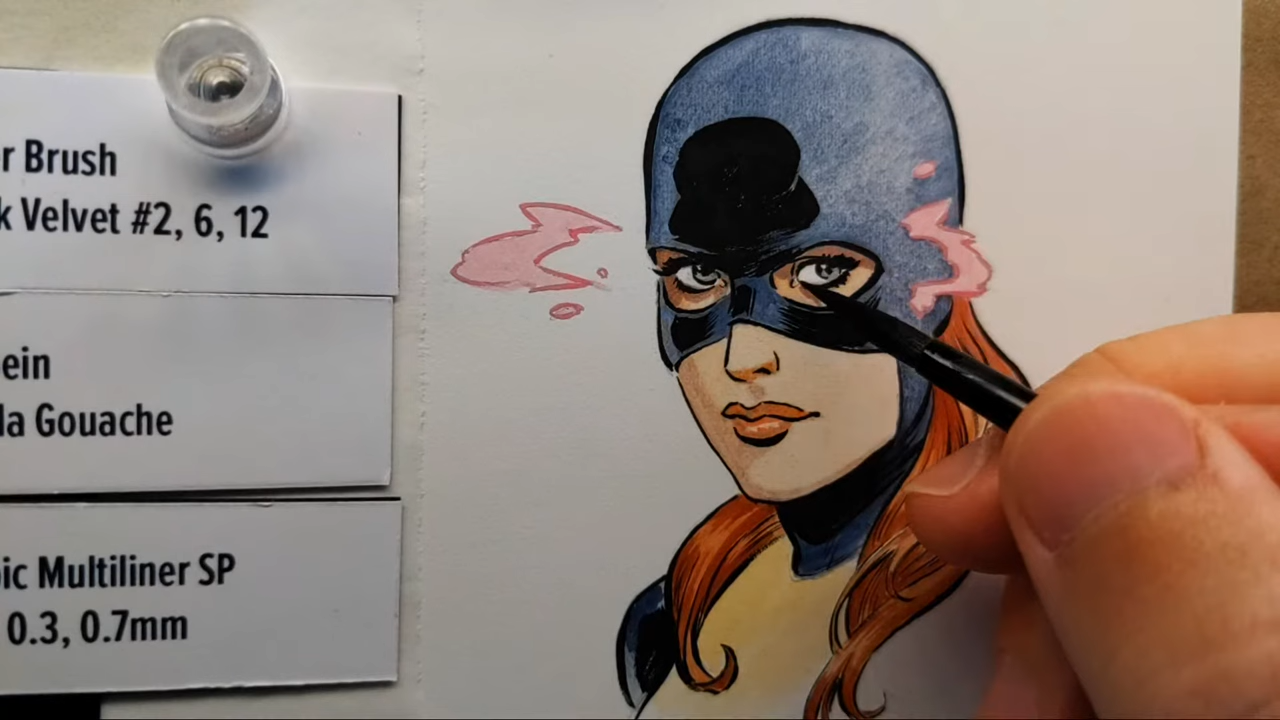 r Brush
k Velvet #2, 6, 12
ein
la Gouache
ic Multiliner SP
0.3, 0.7mm